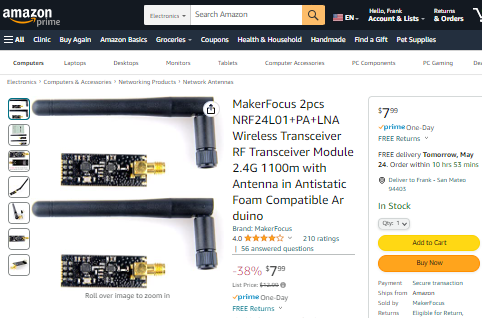 amazon
prime
Electronics
Search Amazon
EN
Hello, Frank
Account & Lists
Returns
& Orders
All
Clinic
Buy Again
Amazon Basics
Groceries
Coupons
Health & Household
Handmade
Find a Gift
Pet Supplies
Computers
Laptops
Desktops
Monitors
Tablets
Computer Accessories
PC Components
PC Gaming
Electronics › Computers & Accessories › Networking Products › Network Antennas
MakerFocus 2pcs
NRF24L01+PA+LNA
Wireless Transceiver
RF Transceiver Module
2.4G 1100m with
Antenna in Antistatic
Foam Compatible Ar
duino
Brand: MakerFocus
4.0
210 ratings
| 56 answered questions
-38% $799
List Price: $12.99
prime One-Day
FREE Returns
Roll over image to zoom in
$799
prime One-Day
FREE Returns
FREE delivery Tomorrow, May
24. Order within 10 hrs 53 mins
Deliver to Frank - San Mateo
94403
In Stock
Qty: 1
Add to Cart
Buy Now
Payment Secure transaction
Ships from Amazon
Sold by MakerFocus
Returns Eligible for Return,